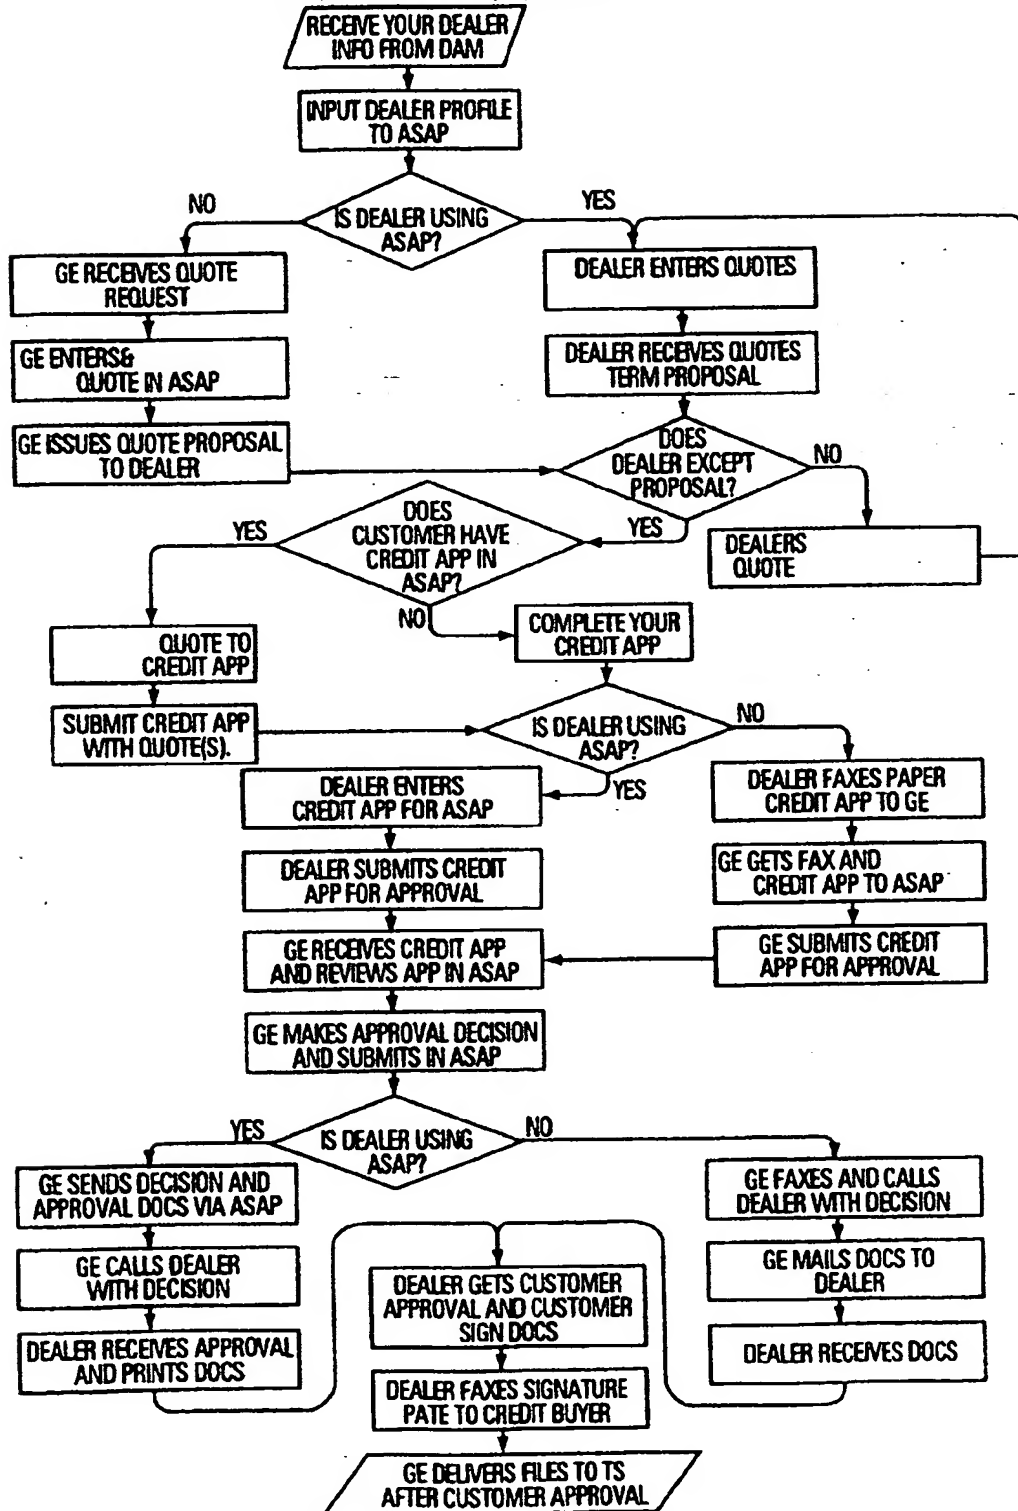 RECEIVE YOUR DEALER
INFO FROM DAM
INPUT DEALER PROFILE
TO ASAP
IS DEALER USING
ASAP?
NO
YES
GE RECEIVES QUOTE
REQUEST
DEALER ENTERS QUOTES
GE ENTERS&
QUOTE IN ASAP
DEALER RECEIVES QUOTES
TERM PROPOSAL
GE ISSUES QUOTE PROPOSAL
TO DEALER
DOES
DEALER EXCEPT
PROPOSAL?
NO
YES
DEALERS
QUOTE
DOES
CUSTOMER HAVE
CREDIT APP IN
ASAP?
YES
NO
QUOTE TO
CREDIT APP
COMPLETE YOUR
CREDIT APP
SUBMIT CREDIT APP
WITH QUOTE(S).
IS DEALER USING
ASAP?
NO
YES
DEALER ENTERS
CREDIT APP FOR ASAP
DEALER FAXES PAPER
CREDIT APP TO GE
DEALER SUBMITS CREDIT
APP FOR APPROVAL
GE GETS FAX AND
CREDIT APP TO ASAP
GE RECEIVES CREDIT APP
AND REVIEWS APP IN ASAP
GE SUBMITS CREDIT
APP FOR APPROVAL
GE MAKES APPROVAL DECISION
AND SUBMITS IN ASAP
IS DEALER USING
ASAP?
YES
NO
GE SENDS DECISION AND
APPROVAL DOCS VIA ASAP
GE FAXES AND CALLS
DEALER WITH DECISION
GE CALLS DEALER
WITH DECISION
GE MAILS DOCS TO
DEALER
DEALER RECEIVES APPROVAL
AND PRINTS DOCS
DEALER RECEIVES DOCS
DEALER GETS CUSTOMER
APPROVAL AND CUSTOMER
SIGN DOCS
DEALER FAXES SIGNATURE
PATE TO CREDIT BUYER
GE DELIVERS FILES TO TS
AFTER CUSTOMER APPROVAL